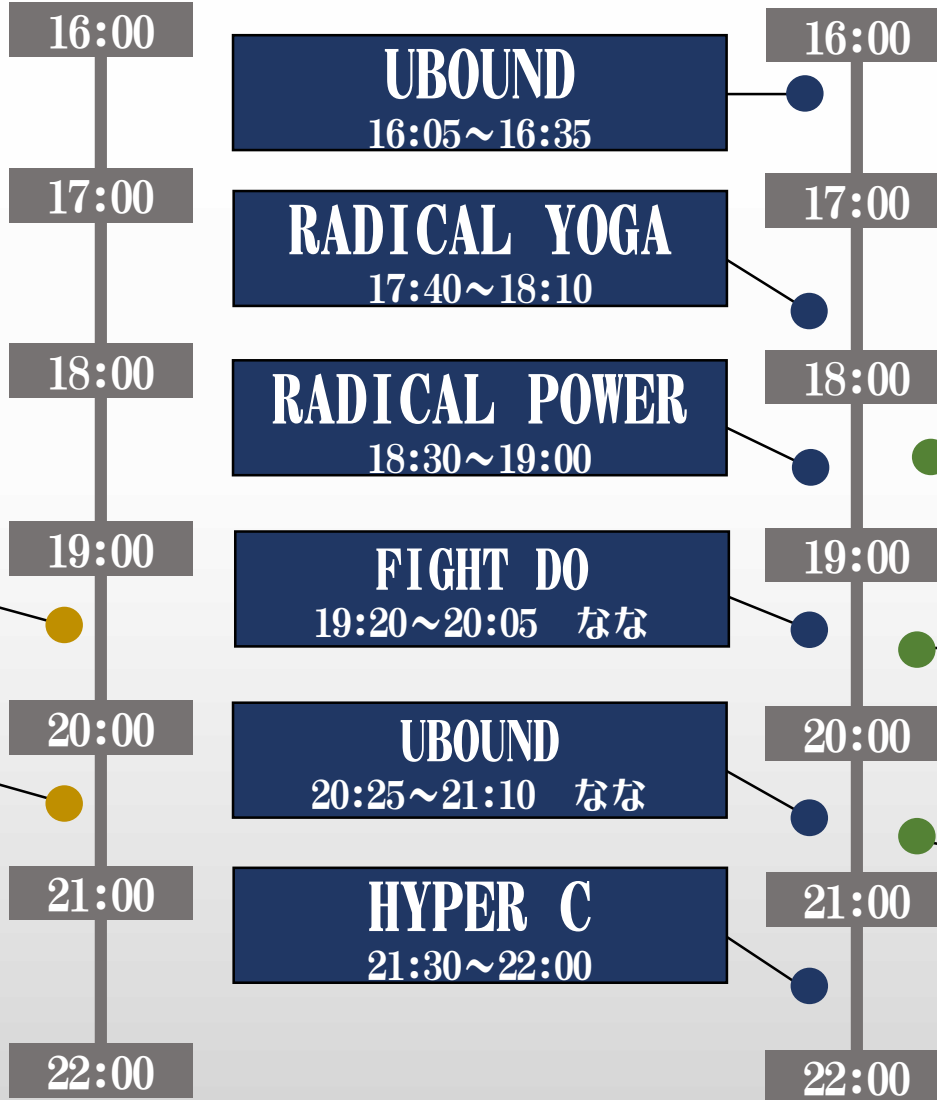 16:00
17:00
18:00
19:00
20:00
21:00
22:00
UBOUND
16:05～16:35
RADICAL YOGA
17:40～18:10
RADICAL POWER
18:30～19:00
FIGHT DO
19:20～20:05 なな
UBOUND
20:25～21:10 なな
HYPER C
21:30～22:00
16:00
17:00
18:00
19:00
20:00
21:00
22:00